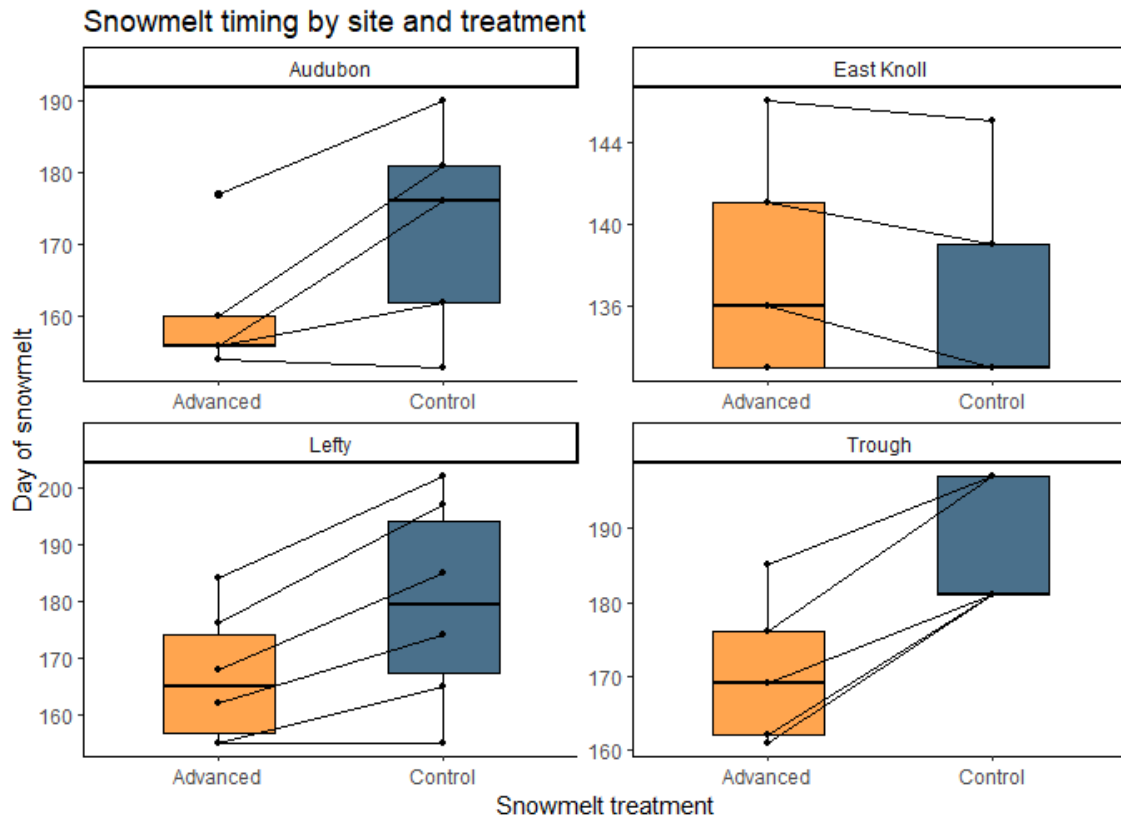 Snowmelt timing by site and treatment
Audubon
East Knoll
190
180
170
160
144
140
136
Advanced
Control
Advanced
Control
Day of snowmelt
Lefty
Trough
200
190
180
170
160
190
180
170
160
Advanced
Control
Advanced
Control
Snowmelt treatment